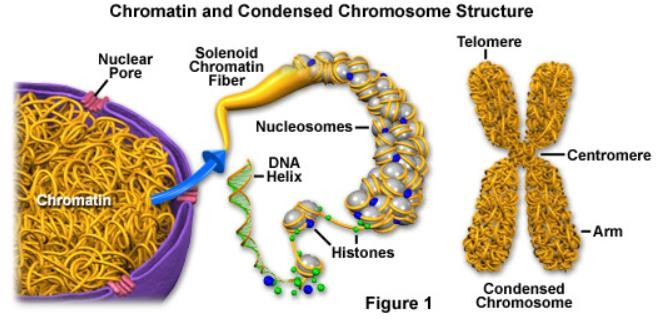 Chromatin and Condensed Chromosome Structure
Nuclear
Pore
Chromatin
Solenoid
Chromatin
Fiber
Nucleosomes
DNA
Helix
Histones
Telomere
Centromere
Arm
Condensed
Chromosome
Figure 1